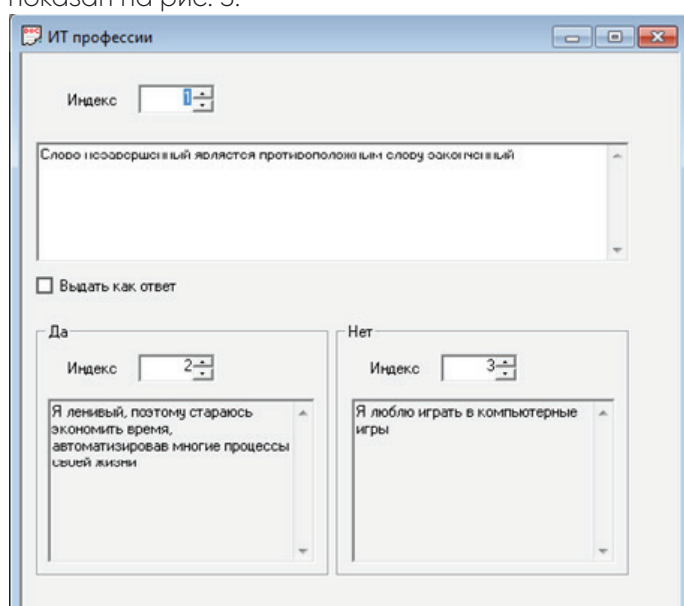 показан на рис. 3.
ИТ профессии
Индекс 1
Слово незавершенный является противоположным слову законченный
Выдать как ответ
Да
Индекс 2
Я ленивый, поэтому стараюсь
экономить время,
автоматизировав многие процессы
своей жизни
Нет
Индекс 3
Я люблю играть в компьютерные
игры